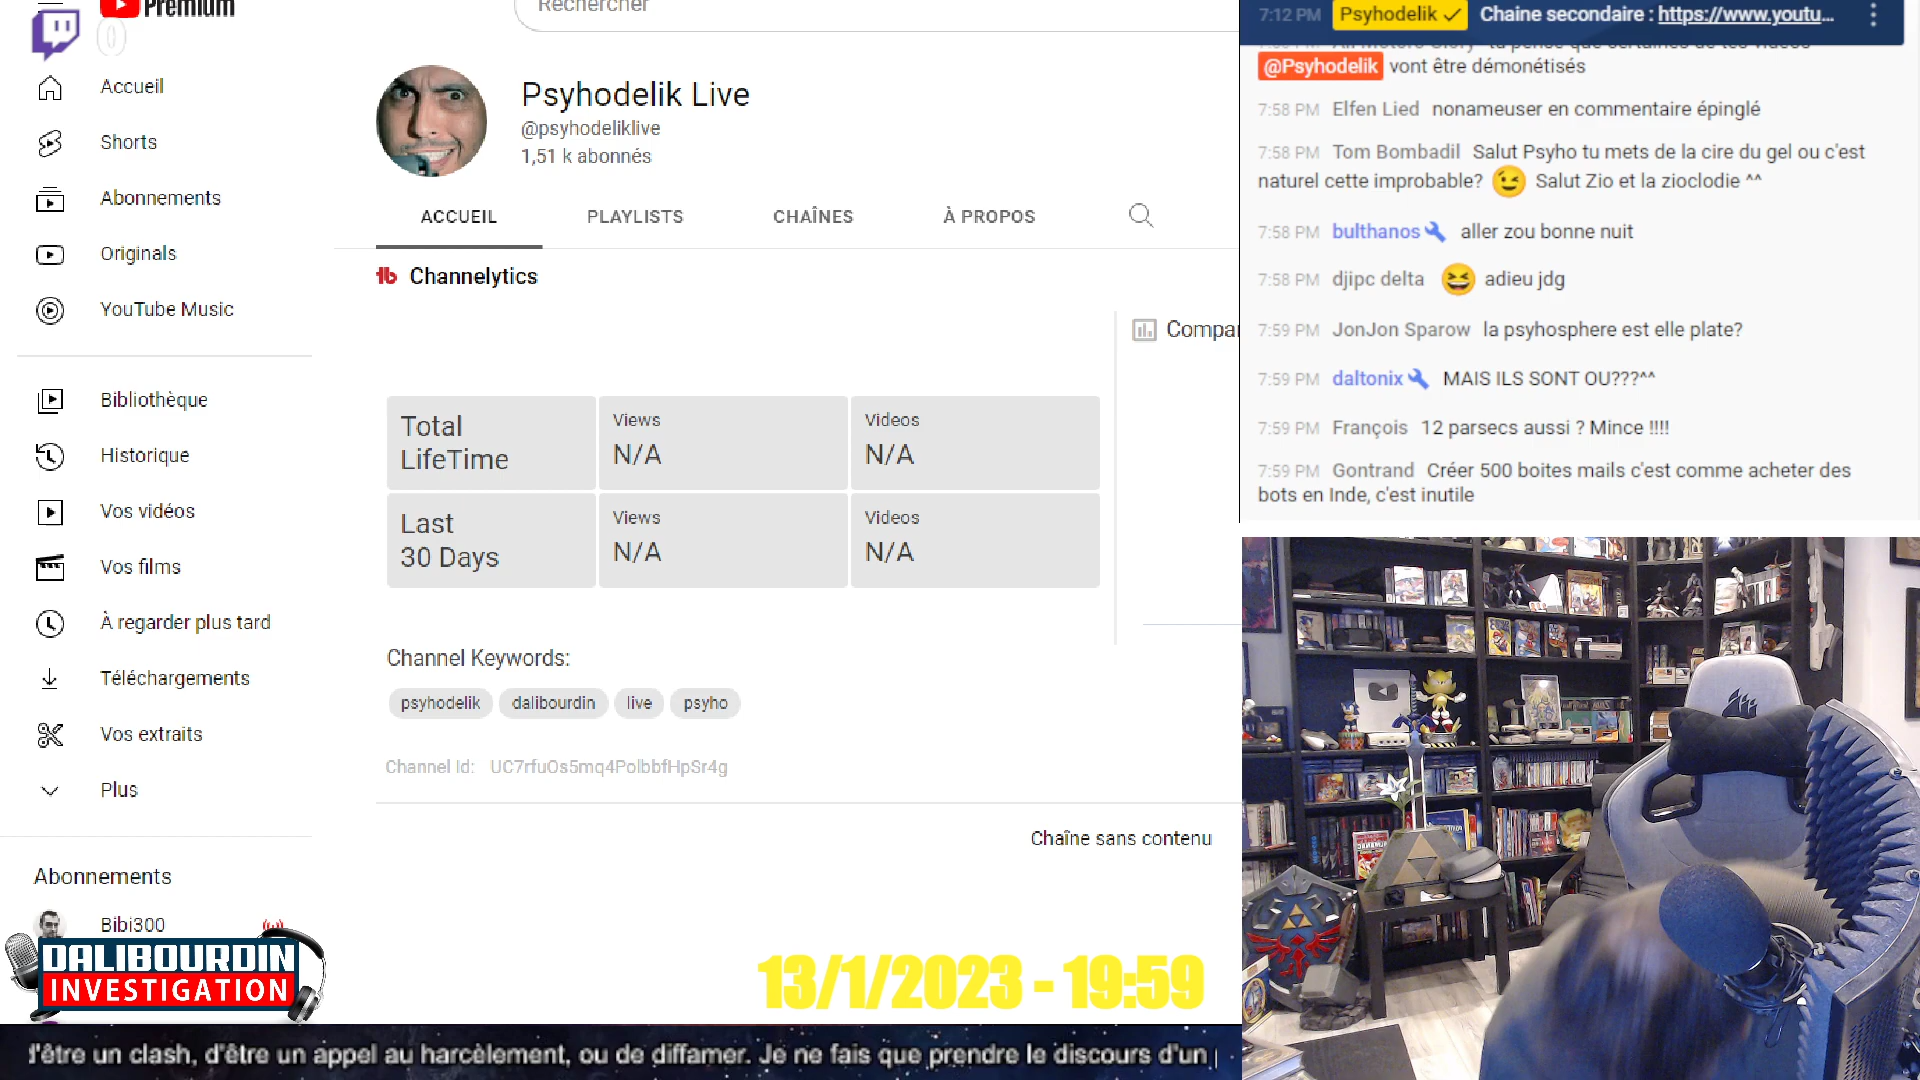 Premium
0
Rechercher
Accueil
Shorts
Abonnements
Originals
YouTube Music
Bibliothèque
Historique
Vos vidéos
Vos films
À regarder plus tard
Téléchargements
Vos extraits
Plus
Abonnements
Bibi300
DALIBOURDIN
INVESTIGATION
Psyhodelik Live
@psyhodeliklive
1,51 k abonnés
ACCUEIL PLAYLISTS CHAÎNES À PROPOS
Channelytics
Compar
Total
LifeTime
Views
N/A
Videos
N/A
Last
30 Days
Views
N/A
Videos
N/A
Channel Keywords:
psyhodelik dalibourdin live psyho
Channel Id: UC7rfuOs5mq4PolbbfHpSr4g
Chaîne sans contenu
13/1/2023 - 19:59
d'être un clash, d'être un appel au harcèlement, ou de diffamer. Je ne fais que prendre le discours d'un
7:12 PM Psyhodelik Chaine secondaire : https://www.youtu...
tu pense que certaines de tes vidéos
@Psyhodelik vont être démonétisés
7:58 PM Elfen Lied nonameuser en commentaire épinglé
7:58 PM Tom Bombadil Salut Psyho tu mets de la cire du gel ou c'est
naturel cette improbable? 😉 Salut Zio et la zioclodie ^^
7:58 PM bulthanos aller zou bonne nuit
7:58 PM djipc delta 😆 adieu jdg
7:59 PM JonJon Sparow la psyhosphere est elle plate?
7:59 PM daltonix MAIS ILS SONT OU???^^
7:59 PM François 12 parsecs aussi ? Mince !!!!
7:59 PM Gontrand Créer 500 boites mails c'est comme acheter des
bots en Inde, c'est inutile